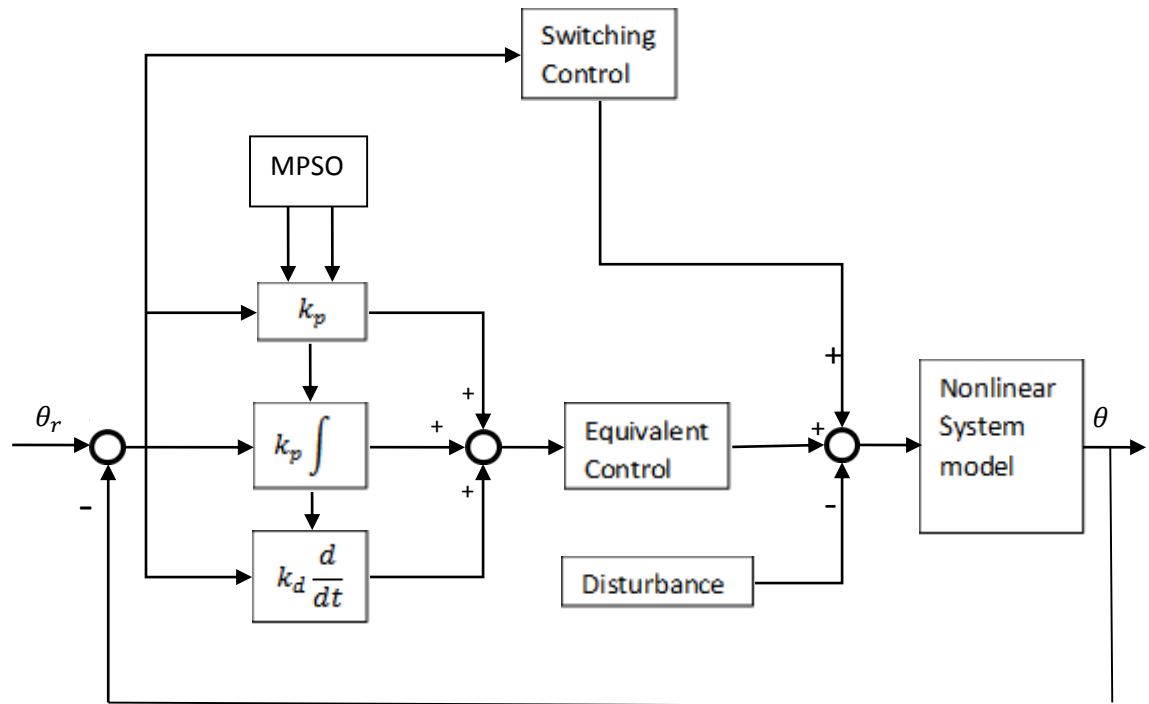 Switching
Control
MPSO
k_p
+
+
θ_r
k_p ∫
+
+
Equivalent
Control
+
Nonlinear
System
model
θ
-
+
-
k_d d/dt
Disturbance